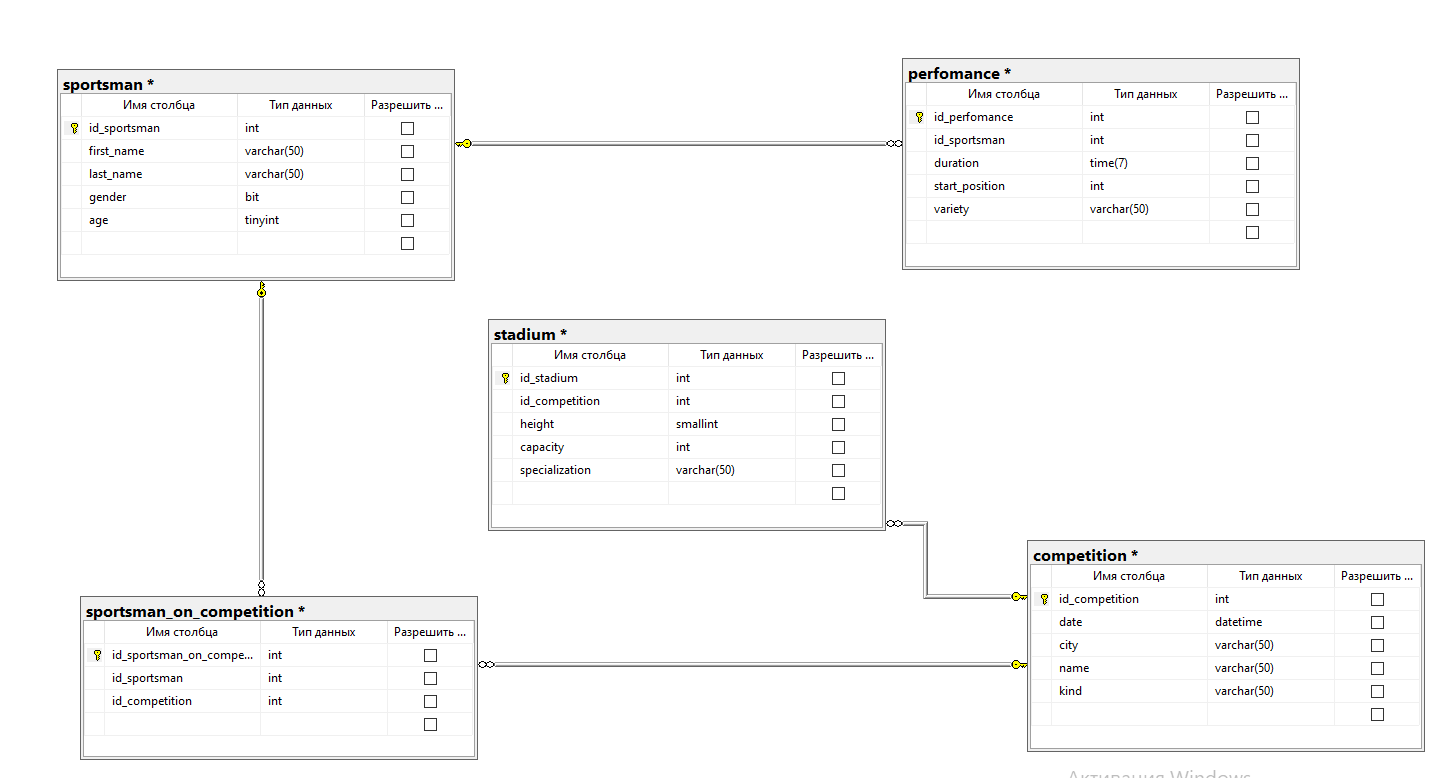 sportsman *
Имя столбца Тип данных Разрешить ...
id_sportsman int
first_name varchar(50)
last_name varchar(50)
gender bit
age tinyint
perfomance *
Имя столбца Тип данных Разрешить ...
id_perfomance int
id_sportsman int
duration time(7)
start_position int
variety varchar(50)
stadium *
Имя столбца Тип данных Разрешить ...
id_stadium int
id_competition int
height smallint
capacity int
specialization varchar(50)
sportsman_on_competition *
Имя столбца Тип данных Разрешить ...
id_sportsman_on_compe... int
id_sportsman int
id_competition int
competition *
Имя столбца Тип данных Разрешить ...
id_competition int
date datetime
city varchar(50)
name varchar(50)
kind varchar(50)
Активация Windows